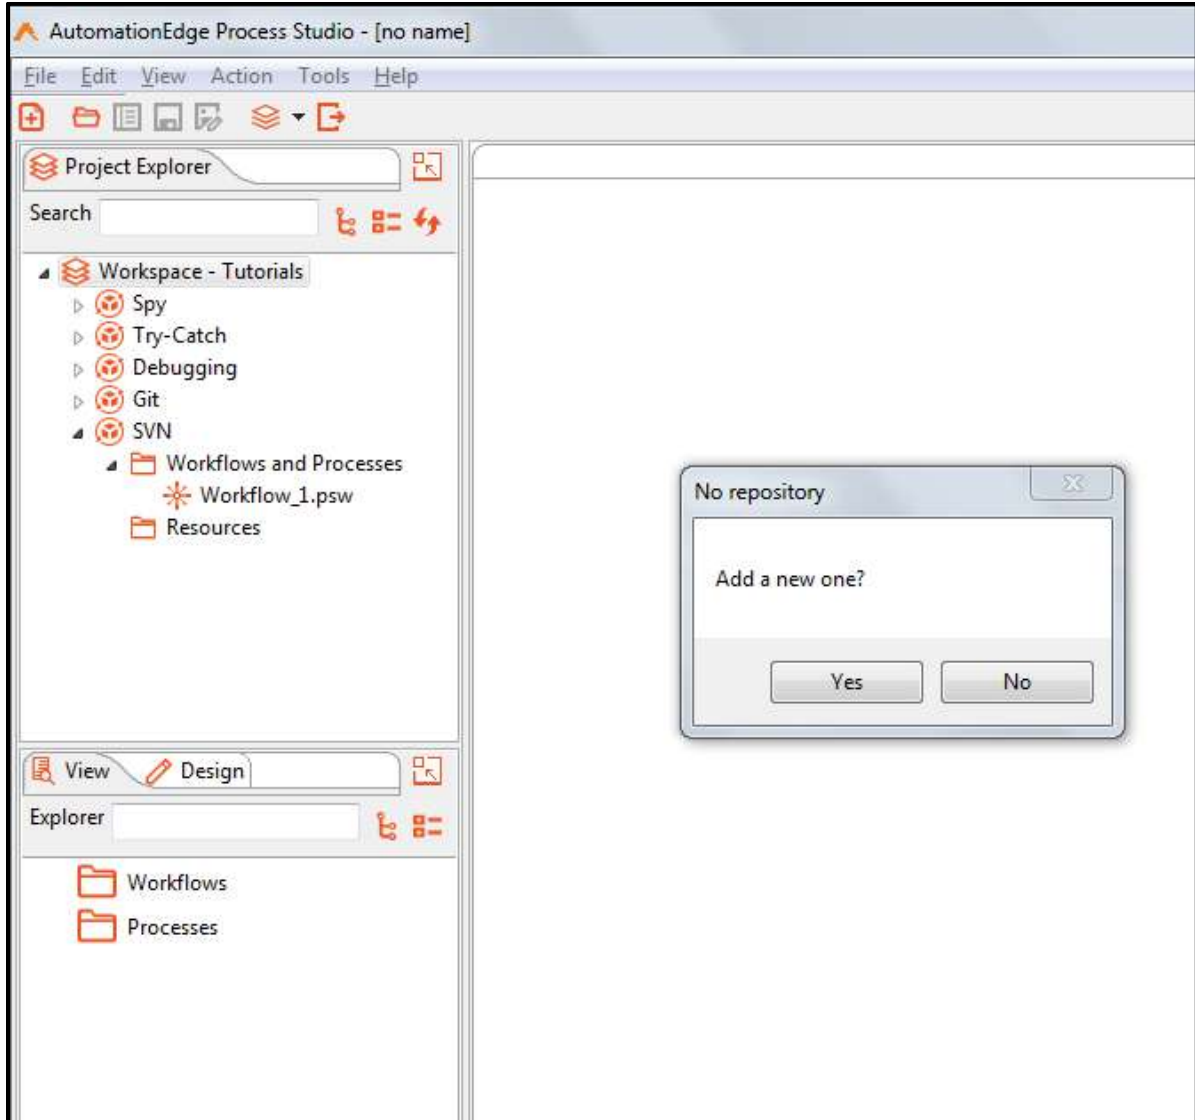 AutomationEdge Process Studio - [no name]
File Edit View Action Tools Help
Project Explorer
Search
Workspace - Tutorials
Spy
Try-Catch
Debugging
Git
SVN
Workflows and Processes
Workflow_1.psw
Resources
No repository
Add a new one?
Yes No
View Design
Explorer
Workflows
Processes